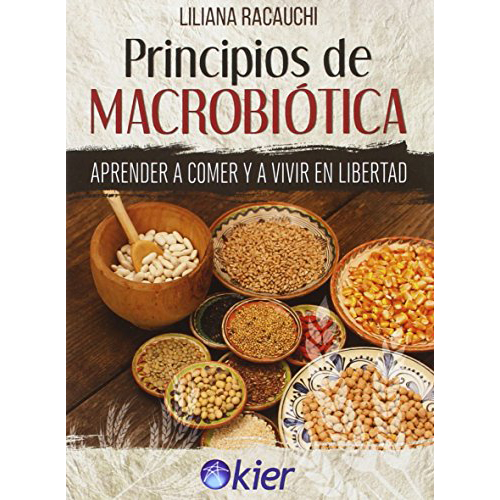 LILIANA RACAUCHI
Principios de
MACROBIÓTICA
APRENDER A COMER Y A VIVIR EN LIBERTAD
kier